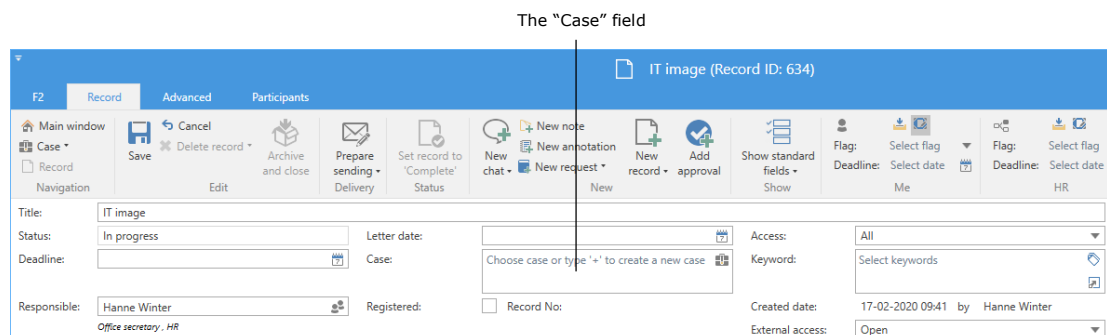 The “Case” field
IT image (Record ID: 634)
F2 Record Advanced Participants
Main window
Case
Record
Navigation
Save
Cancel
Delete record
Archive
and close
Edit
Prepare
sending
Delivery
Set record to
'Complete'
Status
New
chat
New note
New annotation
New request
New
record
Add
approval
New
Show standard
fields
Show
Flag: Select flag
Deadline: Select date
Me
Flag: Select flag
Deadline: Select date
HR
Title: IT image
Status: In progress Letter date: Access: All
Deadline: Case: Choose case or type '+' to create a new case Keyword: Select keywords
Responsible: Hanne Winter Registered: Record No: Created date: 17-02-2020 09:41 by Hanne Winter
Office secretary , HR
External access: Open